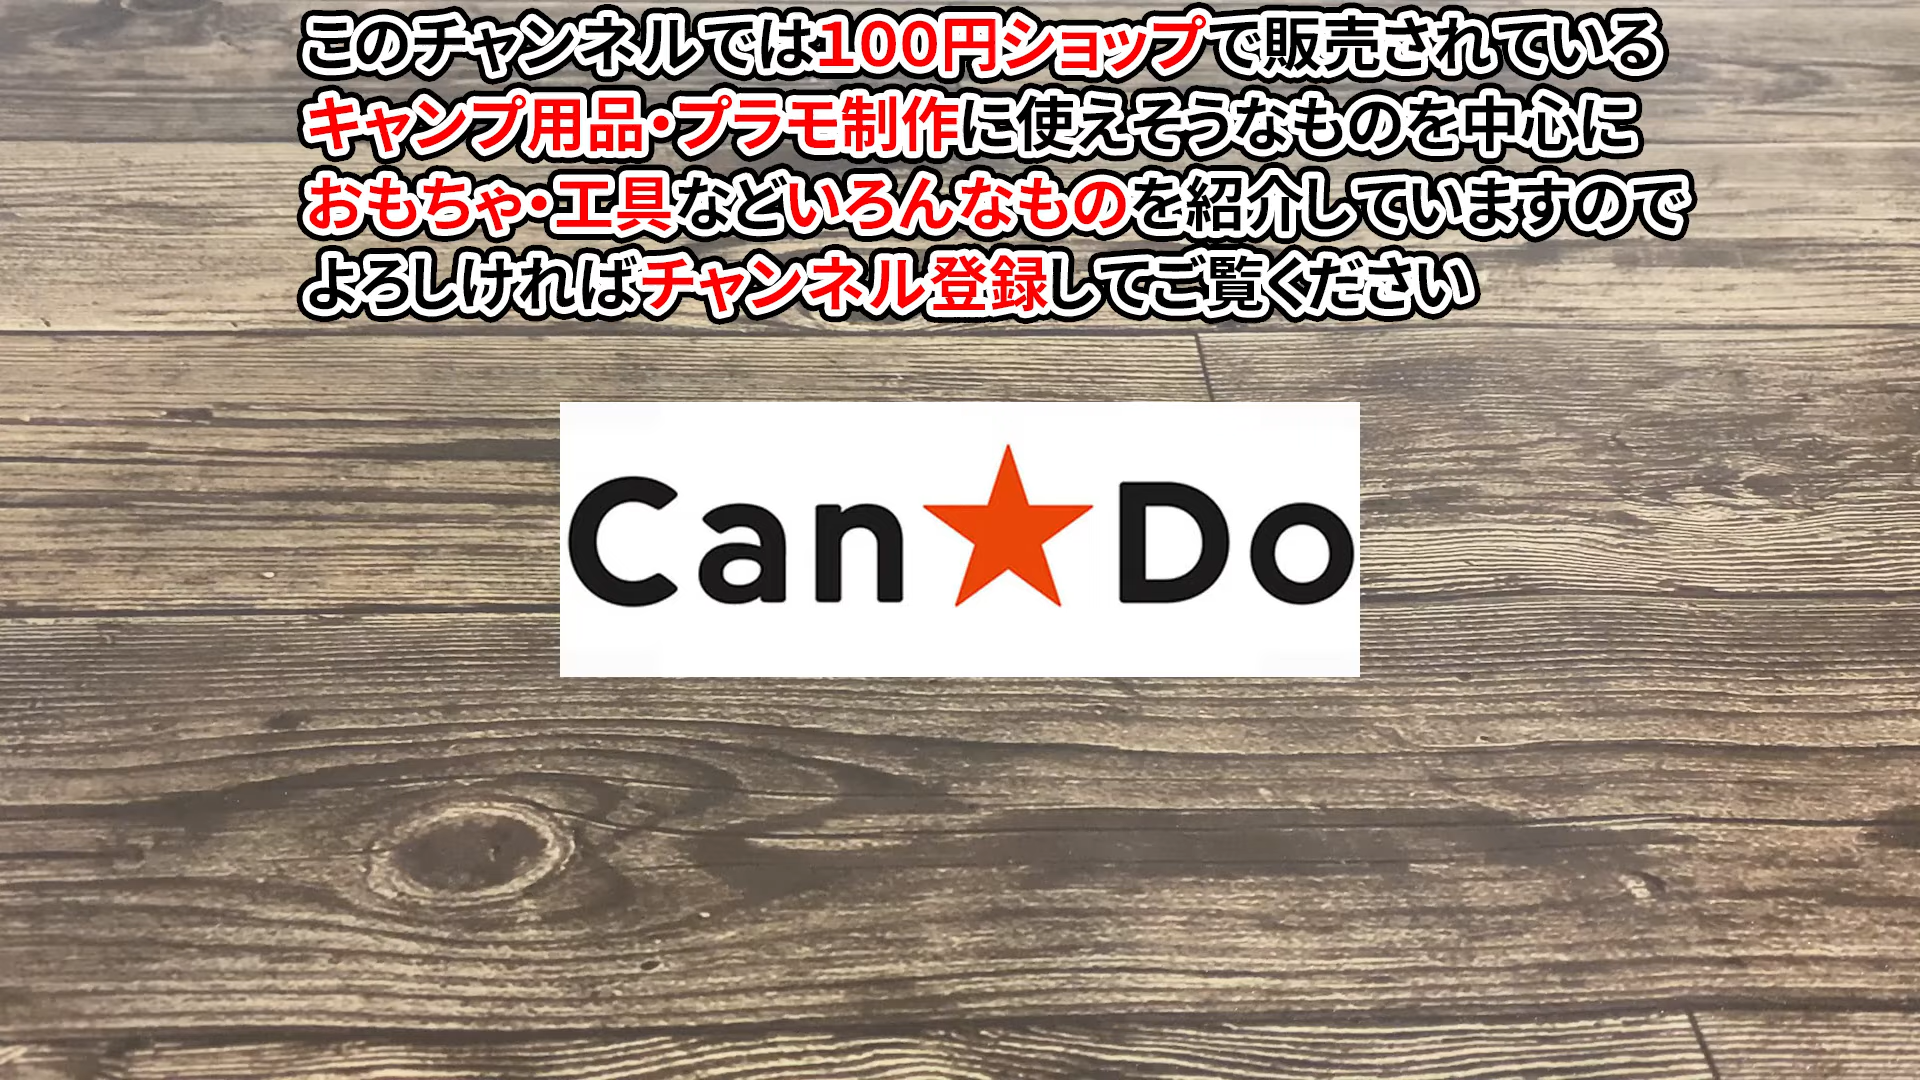 このチャンネルでは100円ショップで販売されている
キャンプ用品・プラモ制作に使えそうなものを中心に
おもちゃ・工具などいろんなものを紹介していますので
よろしければチャンネル登録してご覧ください
Can★Do